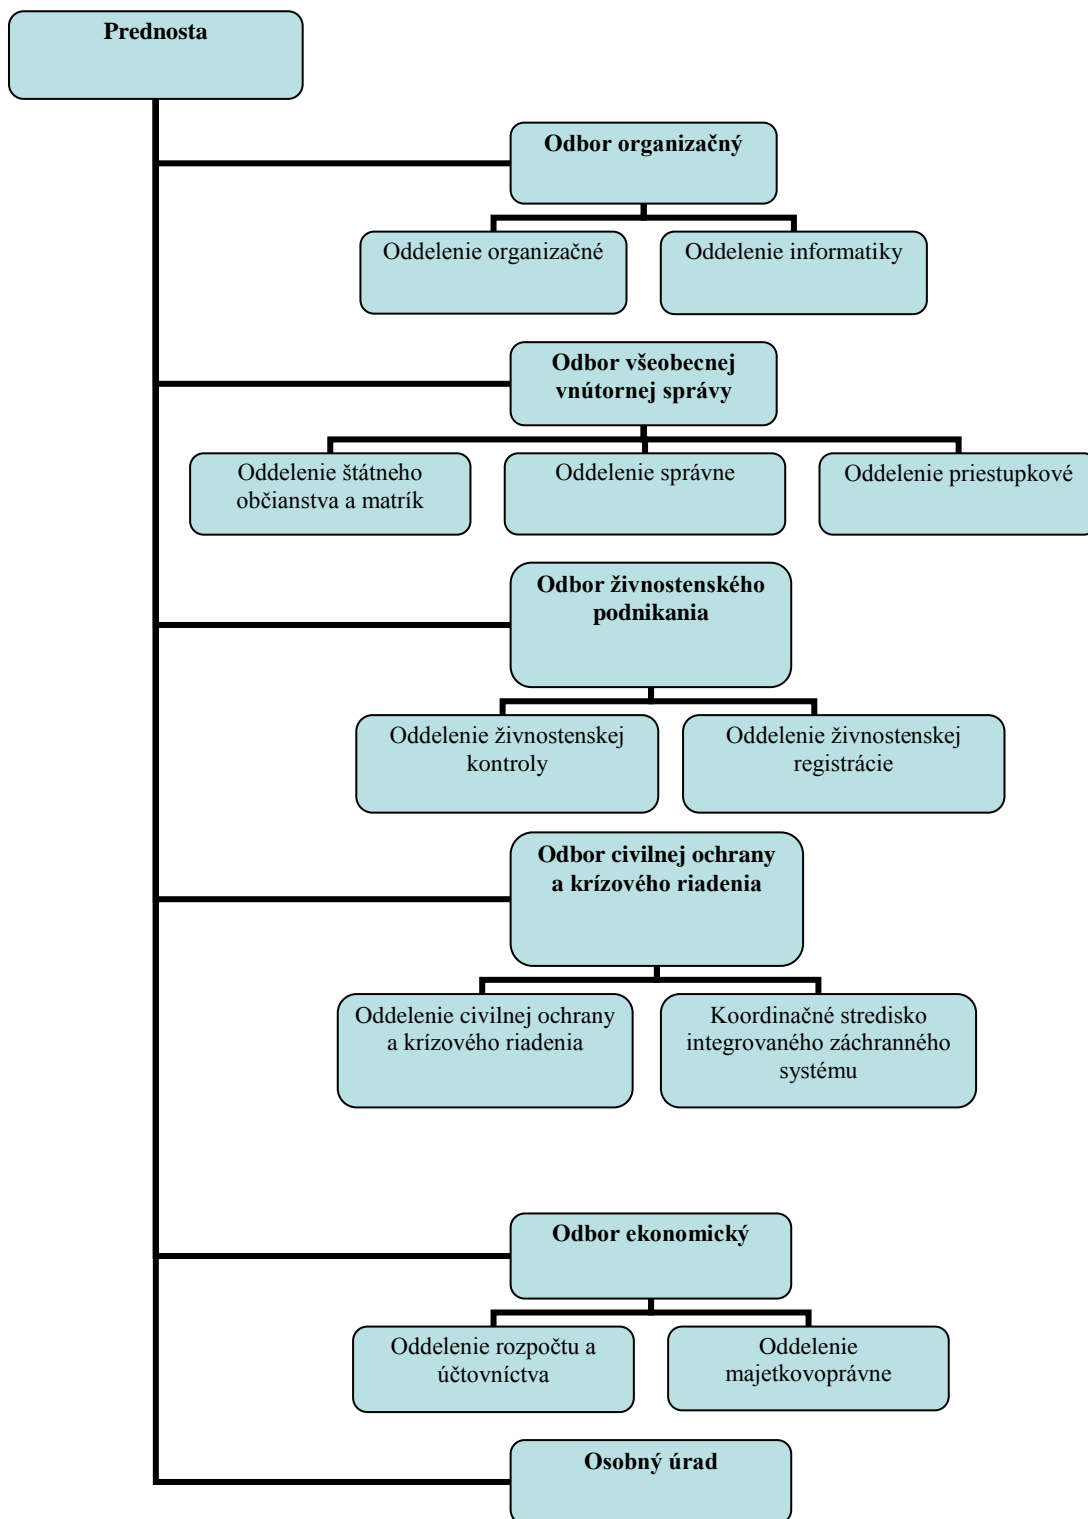 Prednosta
Odbor organizačný
Oddelenie organizačné
Oddelenie informatiky
Odbor všeobecnej
vnútornej správy
Oddelenie štátneho
občianstva a matrík
Oddelenie správne
Oddelenie priestupkové
Odbor živnostenského
podnikania
Oddelenie živnostenskej
kontroly
Oddelenie živnostenskej
registrácie
Odbor civilnej ochrany
a krízového riadenia
Oddelenie civilnej ochrany
a krízového riadenia
Koordinačné stredisko
integrovaného záchranného
systému
Odbor ekonomický
Oddelenie rozpočtu a
účtovníctva
Oddelenie
majetkovoprávne
Osobný úrad